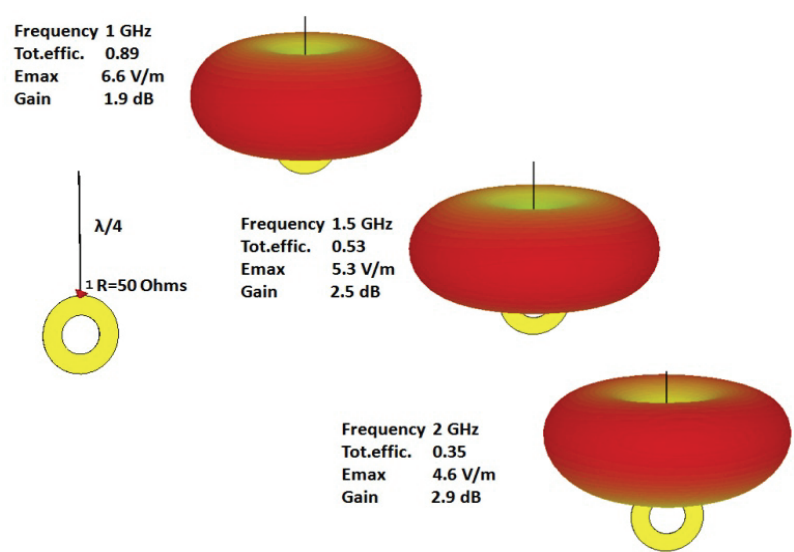 Frequency 1 GHz
Tot.effic. 0.89
Emax 6.6 V/m
Gain 1.9 dB
λ/4
1 R=50 Ohms
Frequency 1.5 GHz
Tot.effic. 0.53
Emax 5.3 V/m
Gain 2.5 dB
Frequency 2 GHz
Tot.effic. 0.35
Emax 4.6 V/m
Gain 2.9 dB